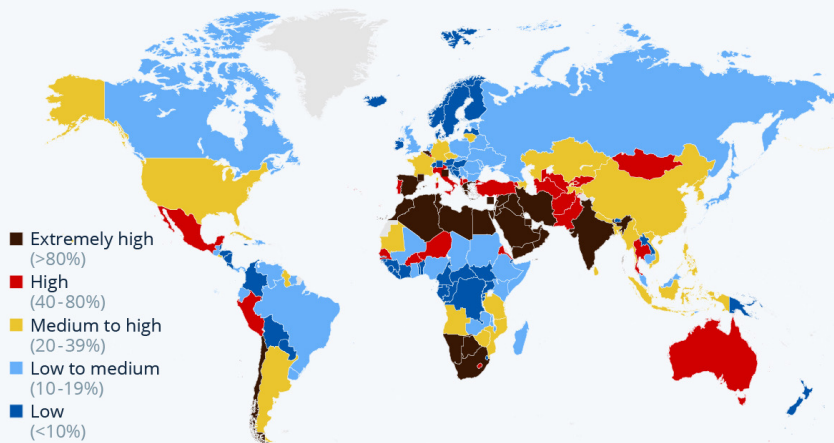 Extremely high
(>80%)
High
(40-80%)
Medium to high
(20-39%)
Low to medium
(10-19%)
Low
(<10%)